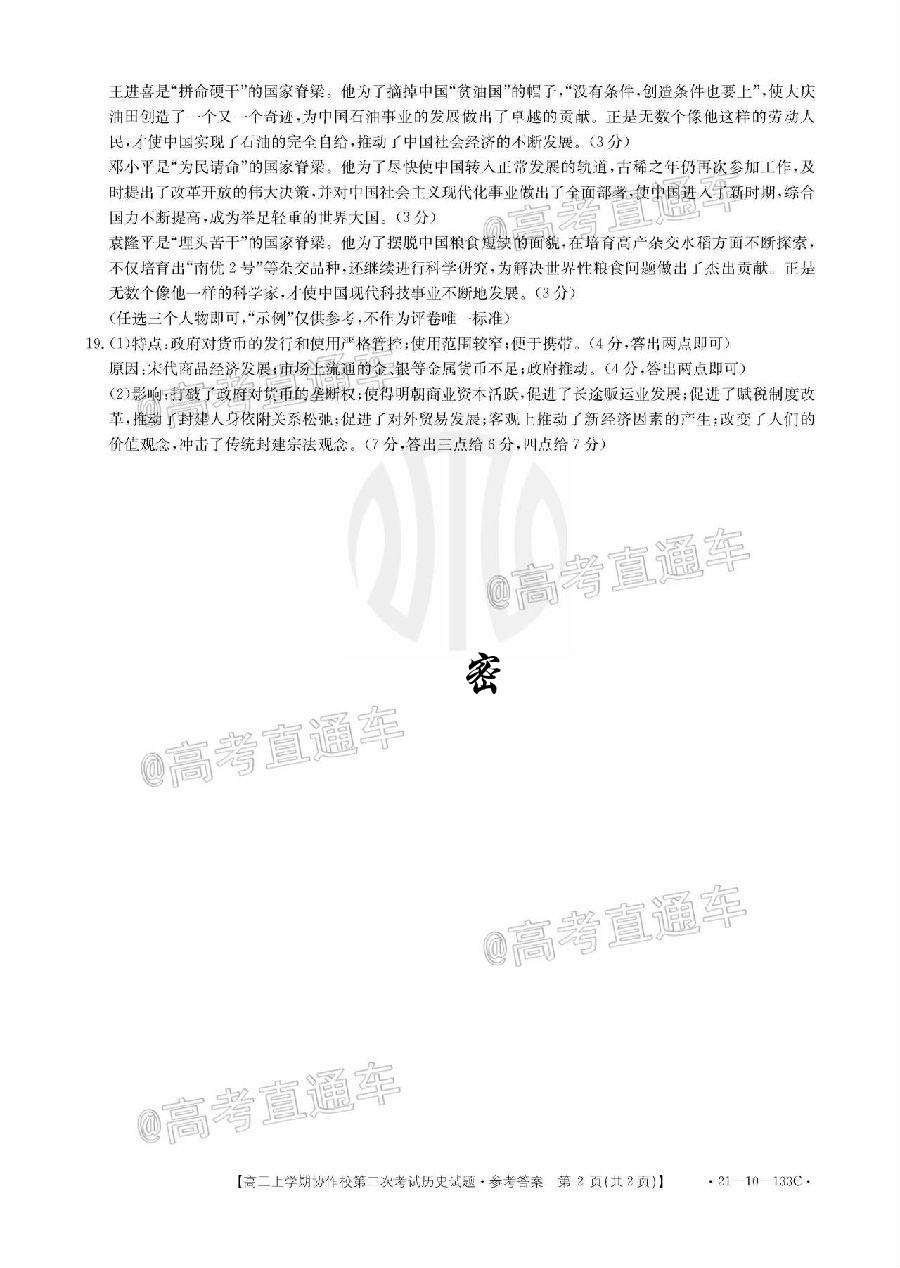 王进喜是“拼命硬干”的国家脊梁。他为了摘掉中国“贫油国”的帽子,“没有条件,创造条件也要上”,使大庆
油田创造了一个又一个奇迹,为中国石油事业的发展做出了卓越的贡献。正是无数个像他这样的劳动人
民,才使中国实现了石油的完全自给,推动了中国社会经济的不断发展。(3分)
邓小平是“为民请命”的国家脊梁。他为了尽快使中国转入正常发展的轨道,古稀之年仍再次参加工作,及
时提出了改革开放的伟大决策,并对中国社会主义现代化事业做出了全面部署,使中国进入了新时期,综合
国力不断提高,成为举足轻重的世界大国。(3分)
袁隆平是“埋头苦干”的国家脊梁。他为了摆脱中国粮食短缺的面貌,在培育高产杂交水稻方面不断探索,
不仅培育出“南优2号”等杂交品种,还继续进行科学研究,为解决世界性粮食问题做出了杰出贡献。正是
无数个像他一样的科学家,才使中国现代科技事业不断地发展。(3分)
(任选三个人物即可,“示例”仅供参考,不作为评卷唯一标准)
19.(1)特点:政府对货币的发行和使用严格管控;使用范围较窄;便于携带。(4分,答出两点即可)
原因:宋代商品经济发展;市场上流通的金、银等金属货币不足;政府推动。(4分,答出两点即可)
(2)影响:打破了政府对货币的垄断权;使得明朝商业资本活跃,促进了长途贩运业发展;促进了赋税制度改
革,推动了封建人身依附关系松弛;促进了对外贸易发展;客观上推动了新经济因素的产生;改变了人们的
价值观念,冲击了传统封建宗法观念。(7分,答出三点给6分,四点给7分)
@高考直通车
@高考直通车
@高考直通车
密
@高考直通车
@高考直通车
@高考直通车
【高二上学期协作校第二次考试历史试题·参考答案 第2页(共2页)】 ·21-10-133C·